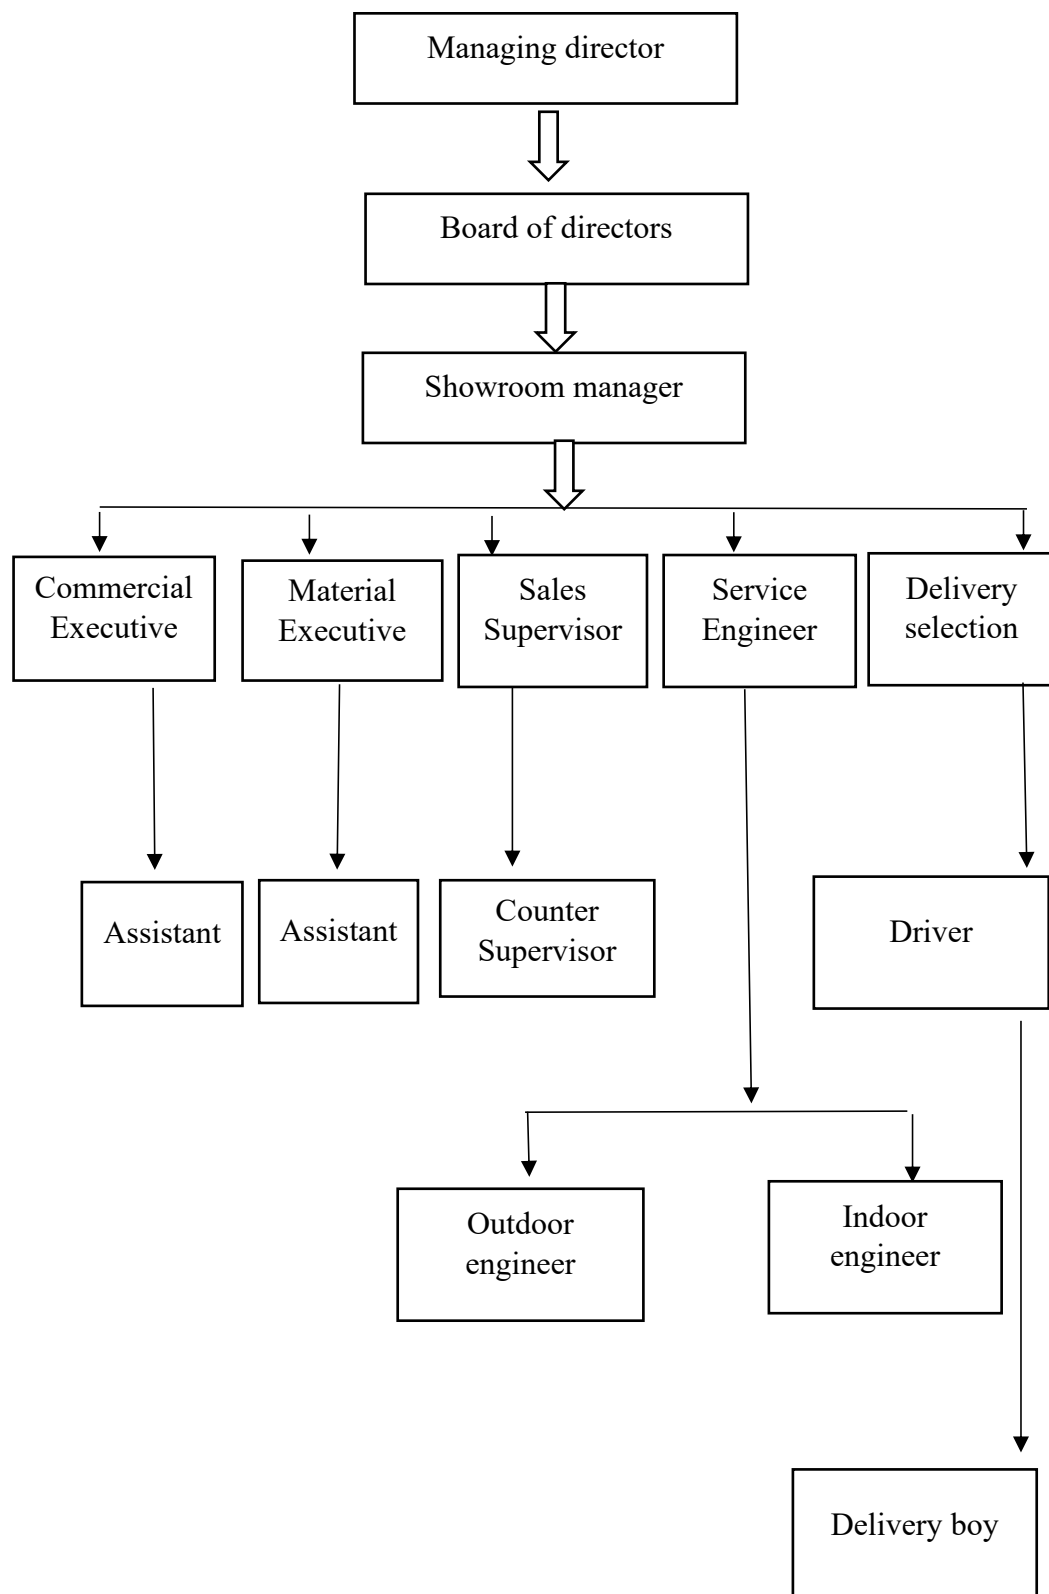 Managing director
Board of directors
Showroom manager
Commercial
Executive
Material
Executive
Sales
Supervisor
Service
Engineer
Delivery
selection
Assistant
Assistant
Counter
Supervisor
Driver
Outdoor
engineer
Indoor
engineer
Delivery boy